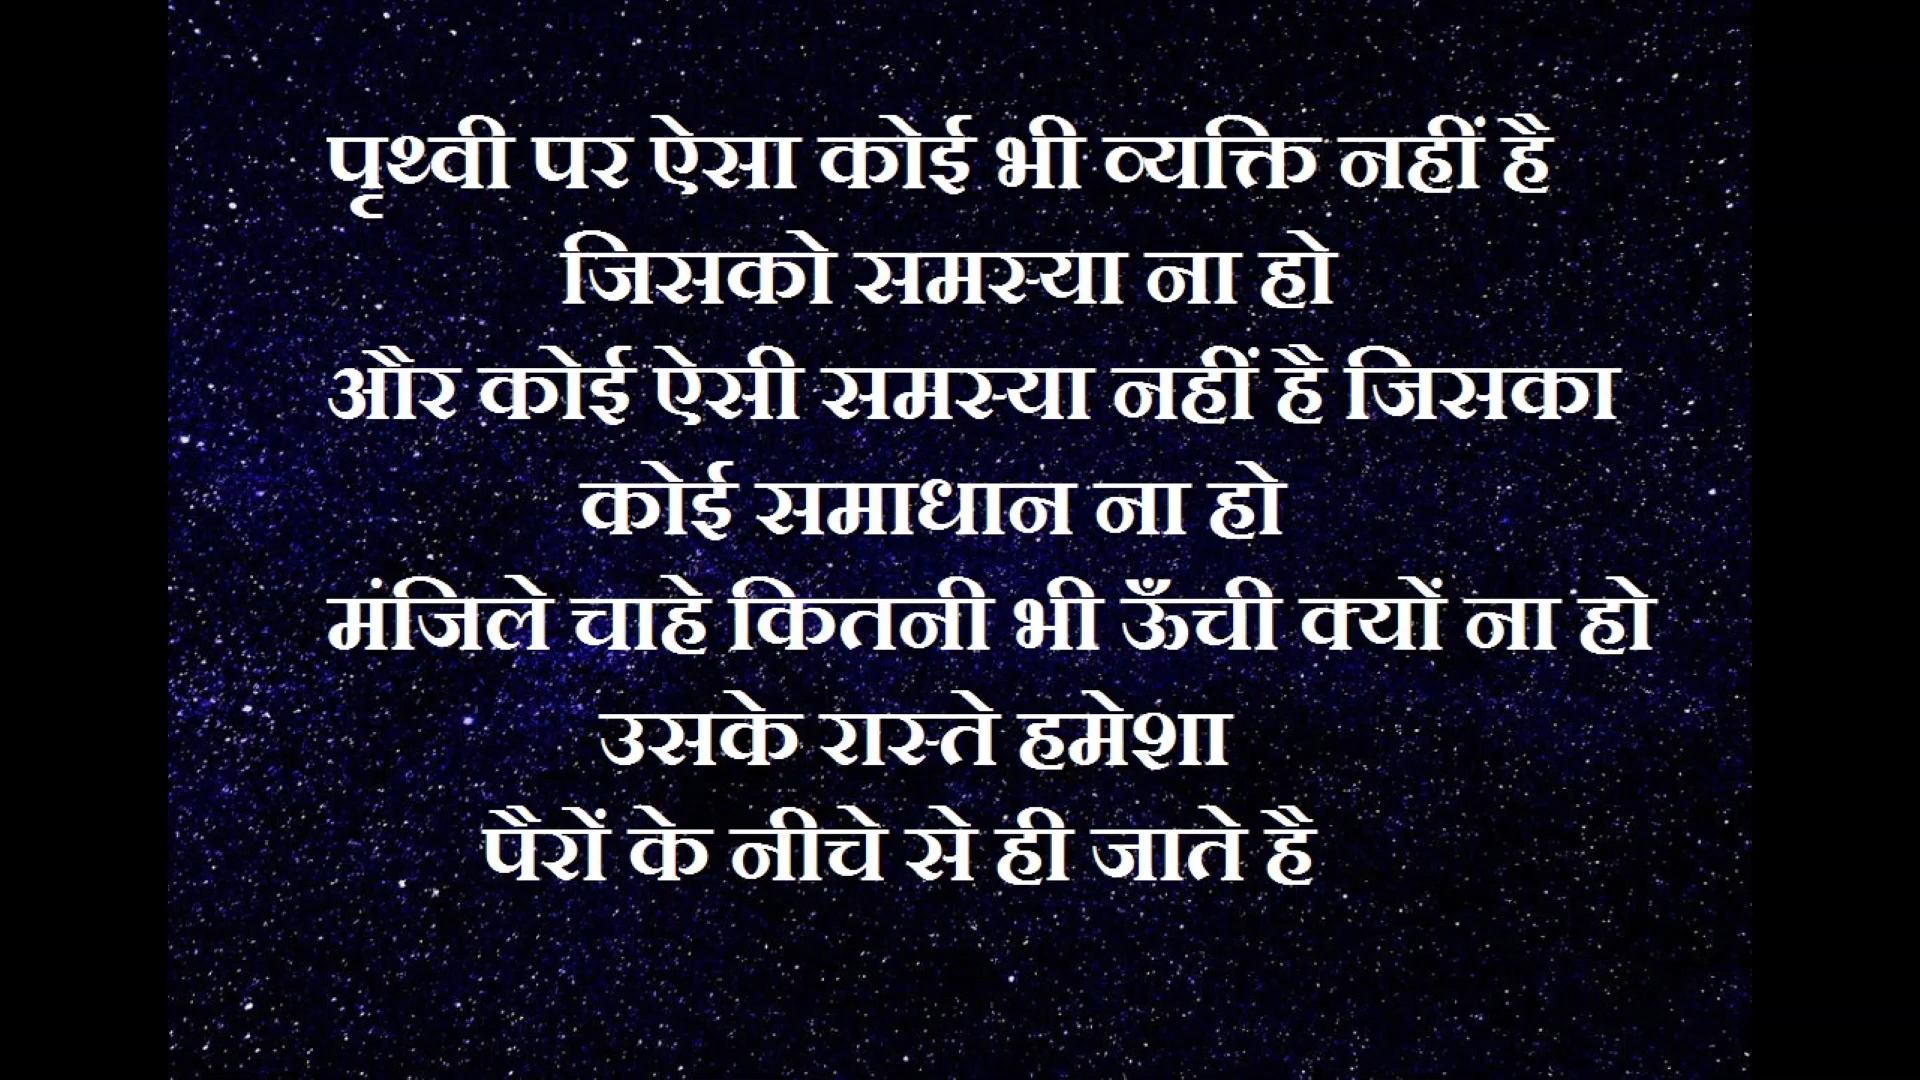 पृथ्वी पर ऐसा कोई भी व्यक्ति नहीं है
जिसको समस्या ना हो
और कोई ऐसी समस्या नहीं है जिसका
कोई समाधान ना हो
मंजिले चाहे कितनी भी ऊँची क्यों ना हो
उसके रास्ते हमेशा
पैरों के नीचे से ही जाते है